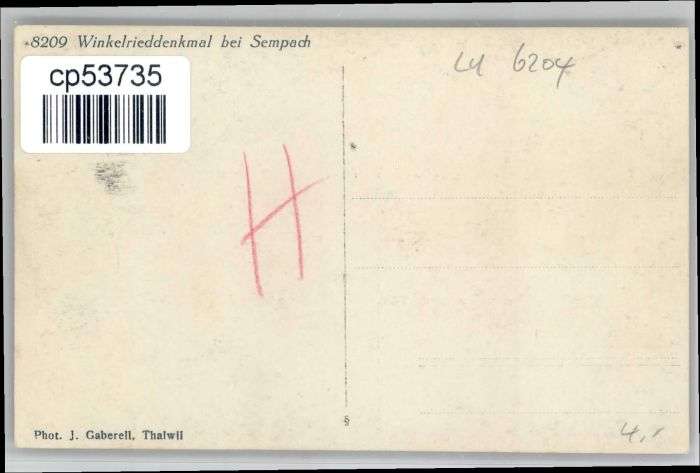 8209 Winkelrieddenkmal bei Sempach
cp53735
LU 6204
H
§
Phot. J. Gaberell, Thalwil
4,-